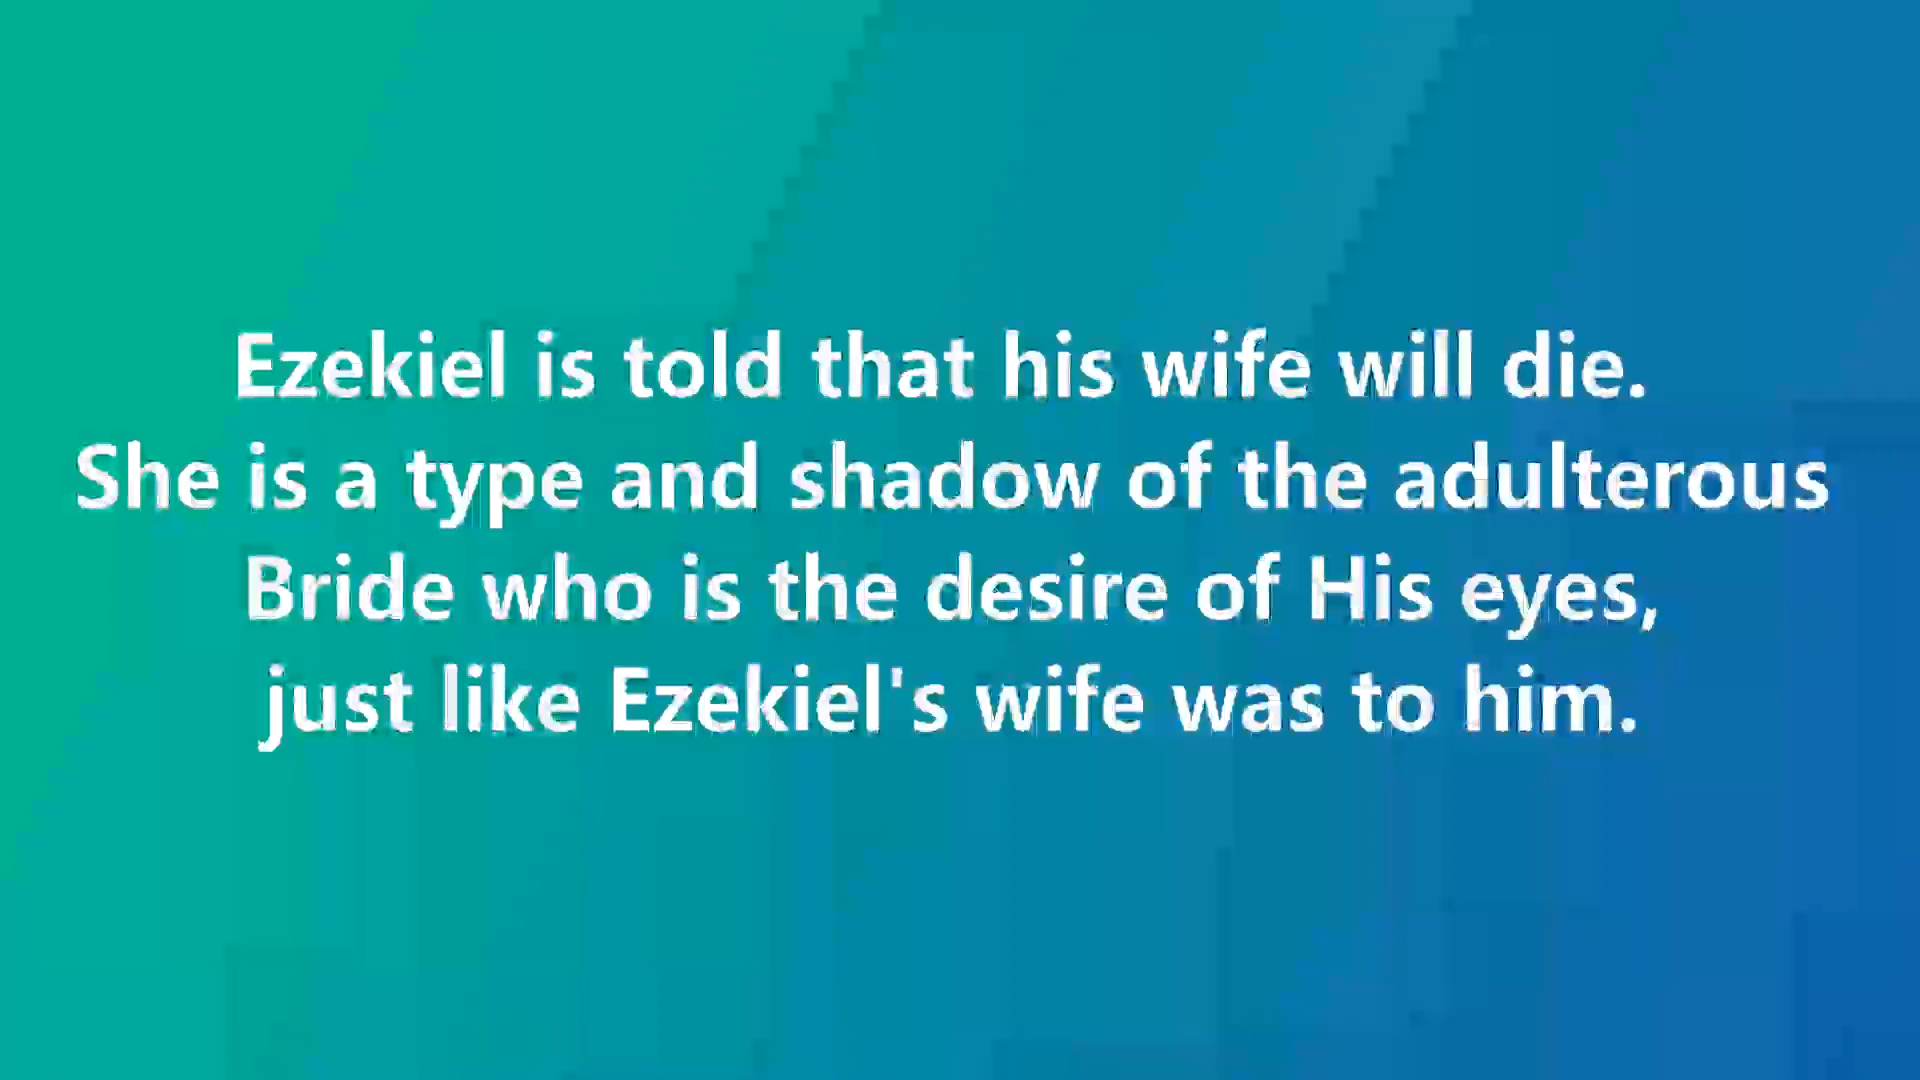 Ezekiel is told that his wife will die.
She is a type and shadow of the adulterous
Bride who is the desire of His eyes,
just like Ezekiel's wife was to him.